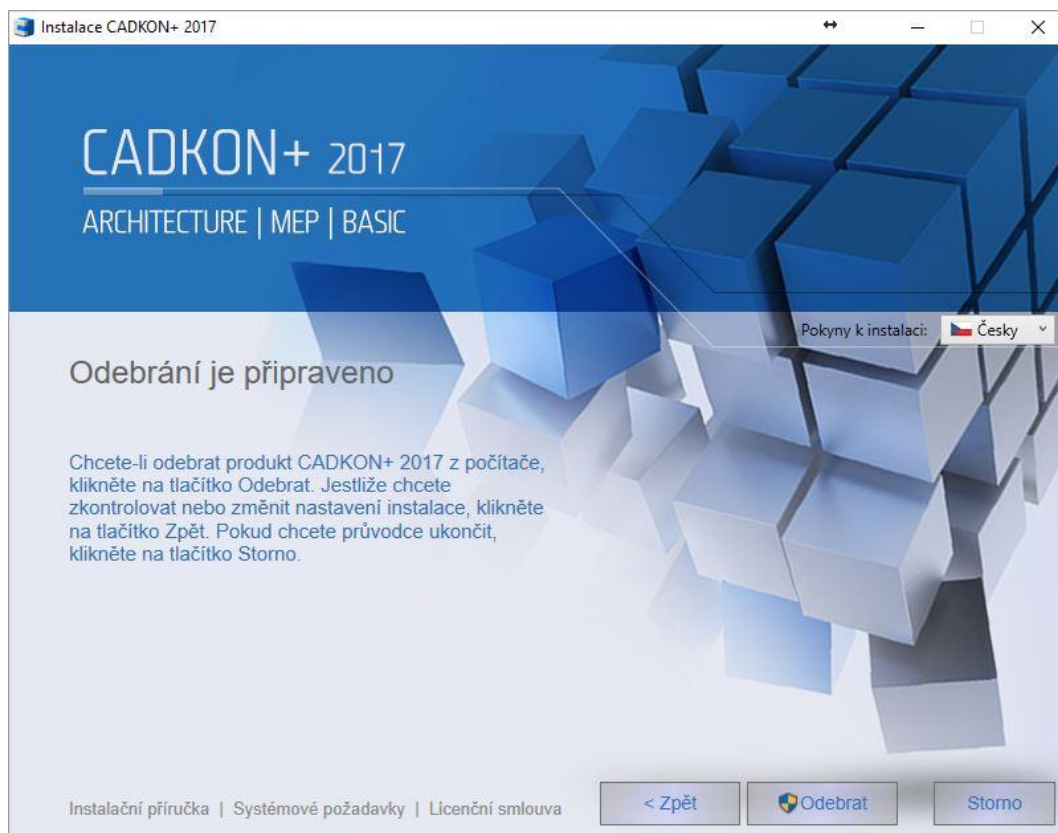 Instalace CADKON+ 2017
CADKON+ 2017
ARCHITECTURE | MEP | BASIC
Pokyny k instalaci: Česky
Odebrání je připraveno
Chcete-li odebrat produkt CADKON+ 2017 z počítače,
klikněte na tlačítko Odebrat. Jestliže chcete
zkontrolovat nebo změnit nastavení instalace, klikněte
na tlačítko Zpět. Pokud chcete průvodce ukončit,
klikněte na tlačítko Storno.
Instalační příručka | Systémové požadavky | Licenční smlouva
< Zpět
Odebrat
Storno